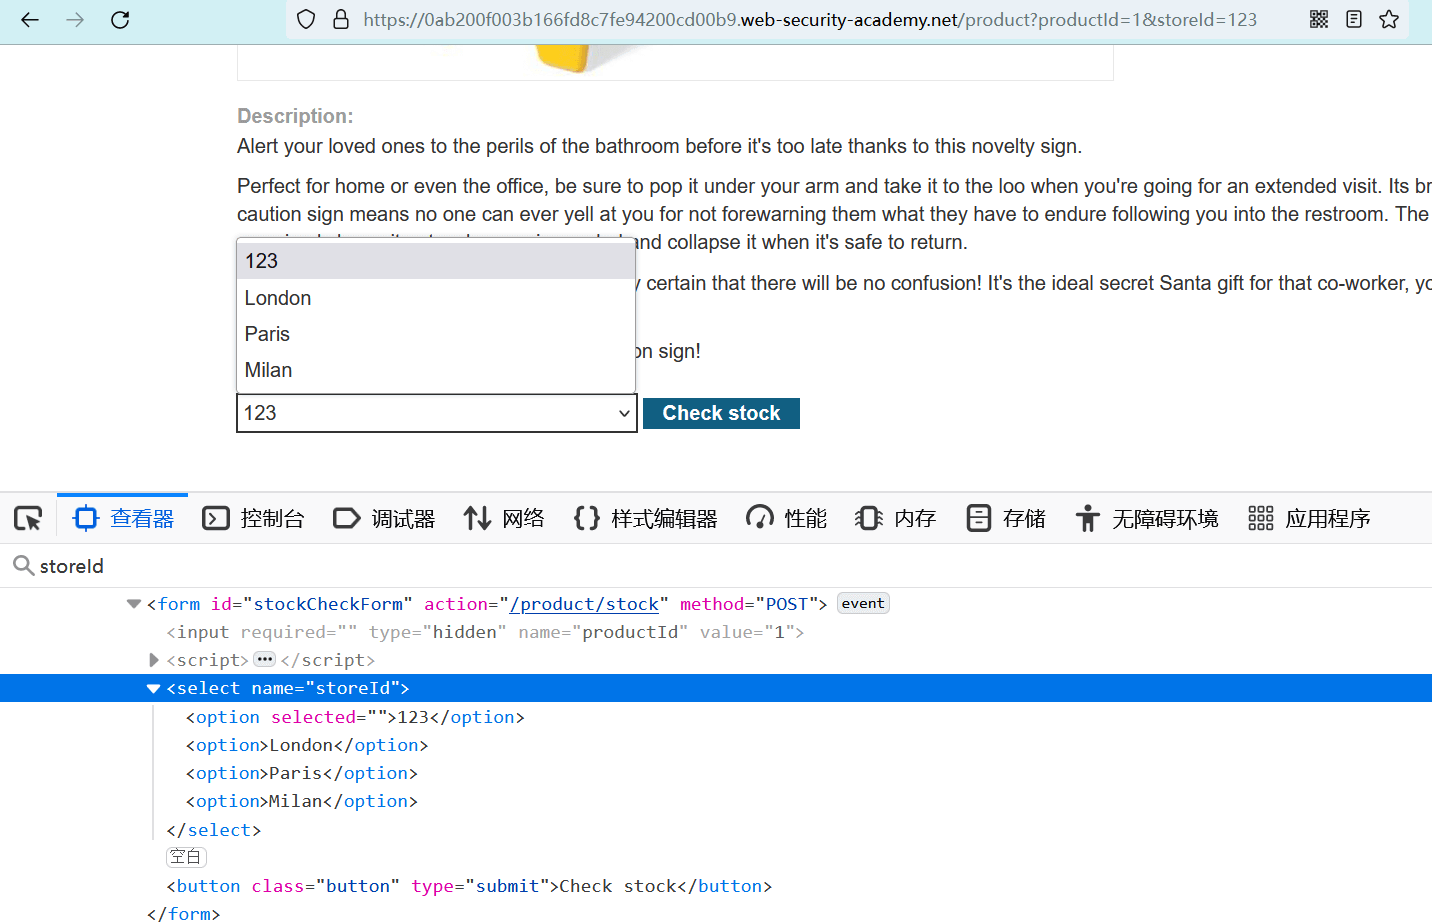 https://0ab200f003b166fd8c7fe94200cd00b9.web-security-academy.net/product?productId=1&storeId=123
Description:
Alert your loved ones to the perils of the bathroom before it's too late thanks to this novelty sign.
Perfect for home or even the office, be sure to pop it under your arm and take it to the loo when you're going for an extended visit. Its br
caution sign means no one can ever yell at you for not forewarning them what they have to endure following you into the restroom. The
and collapse it when it's safe to return.
123
y certain that there will be no confusion! It's the ideal secret Santa gift for that co-worker, yo
London
Paris
on sign!
Milan
123
Check stock
查看器 控制台 调试器 网络 样式编辑器 性能 内存 存储 无障碍环境 应用程序
storeId
<form id="stockCheckForm" action="/product/stock" method="POST"> event
<input required="" type="hidden" name="productId" value="1">
<script> ••• </script>
<select name="storeId">
<option selected="">123</option>
<option>London</option>
<option>Paris</option>
<option>Milan</option>
</select>
空白
<button class="button" type="submit">Check stock</button>
</form>